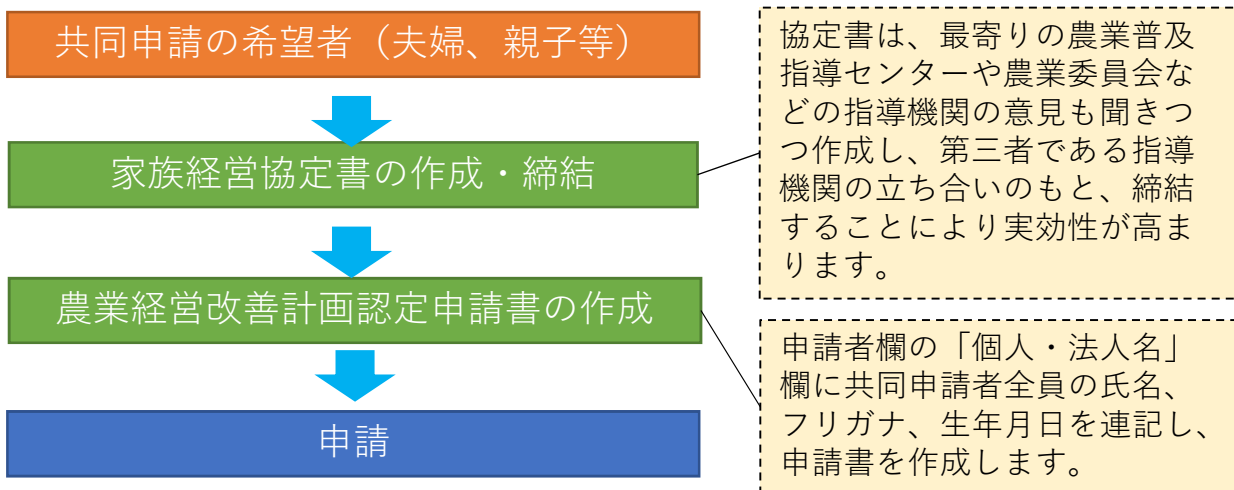 共同申請の希望者（夫婦、親子等）
家族経営協定書の作成・締結
農業経営改善計画認定申請書の作成
申請
協定書は、最寄りの農業普及
指導センターや農業委員会な
どの指導機関の意見も聞きつ
つ作成し、第三者である指導
機関の立ち合いのもと、締結
することにより実効性が高ま
ります。
申請者欄の「個人・法人名」
欄に共同申請者全員の氏名、
フリガナ、生年月日を連記し、
申請書を作成します。